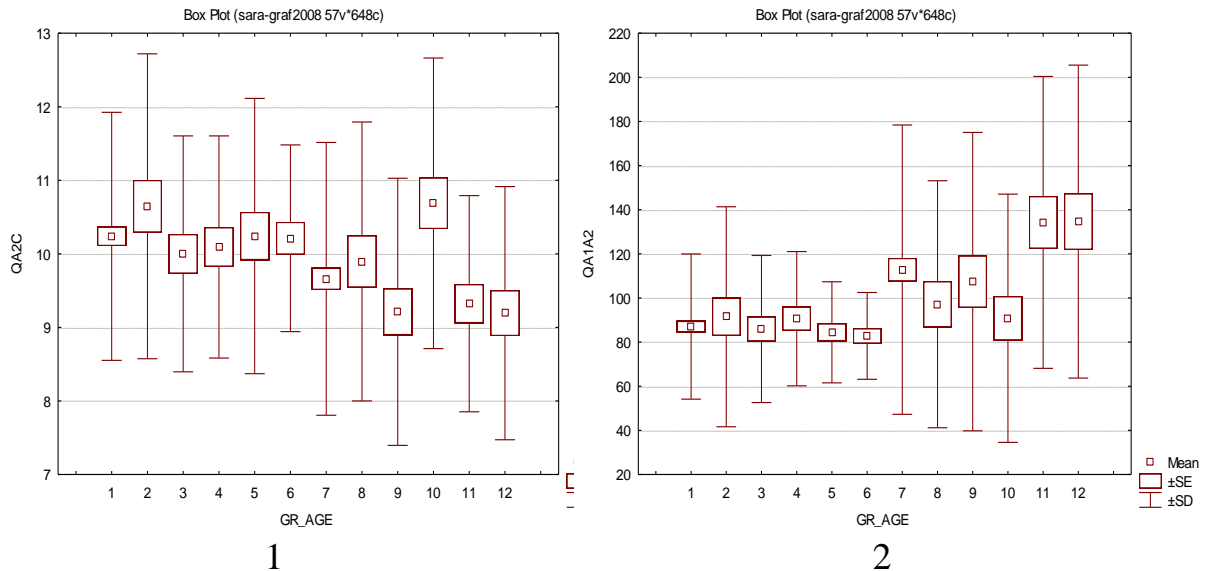 Box Plot (sara-graf2008 57v*648c)
13
12
11
10
9
8
7
QA2C
1 2 3 4 5 6 7 8 9 10 11 12
GR_AGE
1
Box Plot (sara-graf2008 57v*648c)
220
200
180
160
140
120
100
80
60
40
20
QA1A2
1 2 3 4 5 6 7 8 9 10 11 12
GR_AGE
Mean
±SE
±SD
2